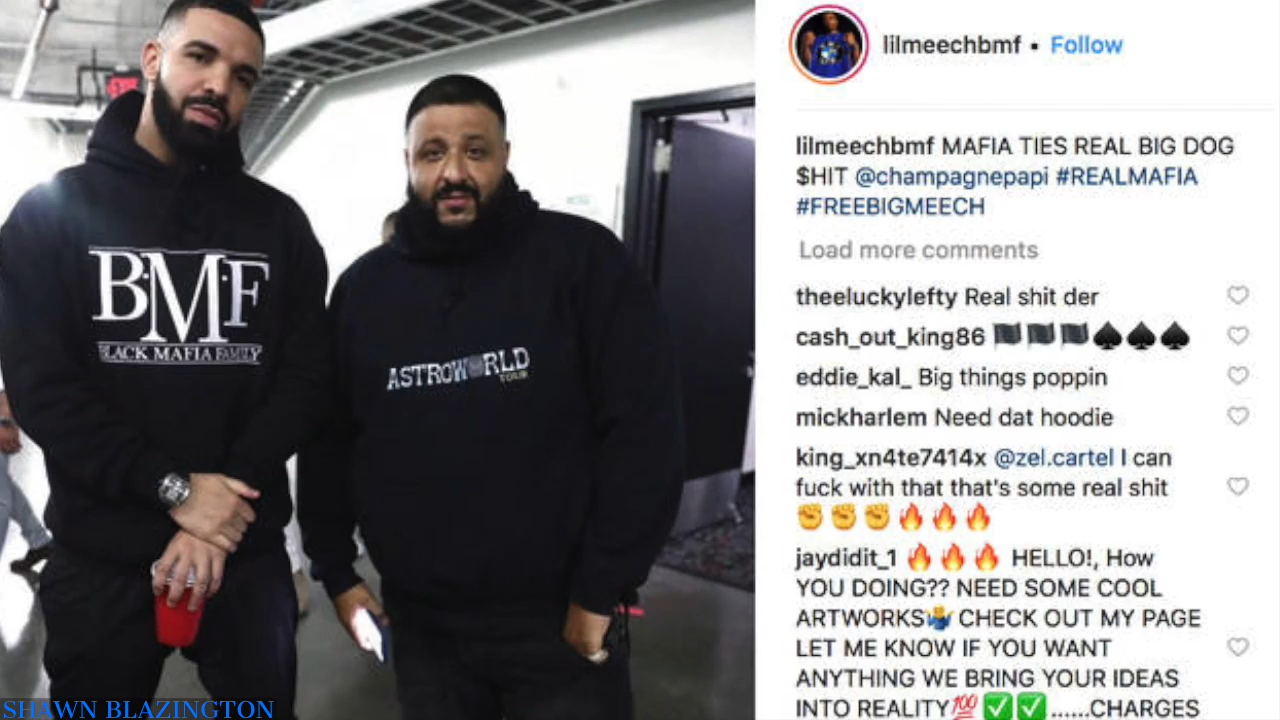 B.M.F
BLACK MAFIA FAMILY
ASTROWORLD
TOUR
SHAWN BLAZINGTON
lilmeechbmf • Follow
lilmeechbmf MAFIA TIES REAL BIG DOG
$HIT @champagnepapi #REALMAFIA
#FREEBIGMEECH
Load more comments
theeluckylefty Real shit der
cash_out_king86 🏴🏴🏴♠️♠️♠️
eddie_kal_ Big things poppin
mickharlem Need dat hoodie
king_xn4te7414x @zel.cartel I can
fuck with that that's some real shit
✊✊✊🔥🔥🔥
jaydidit_1 🔥🔥🔥 HELLO!, How
YOU DOING?? NEED SOME COOL
ARTWORKS🤷‍♂️ CHECK OUT MY PAGE
LET ME KNOW IF YOU WANT
ANYTHING WE BRING YOUR IDEAS
INTO REALITY💯✅✅......CHARGES